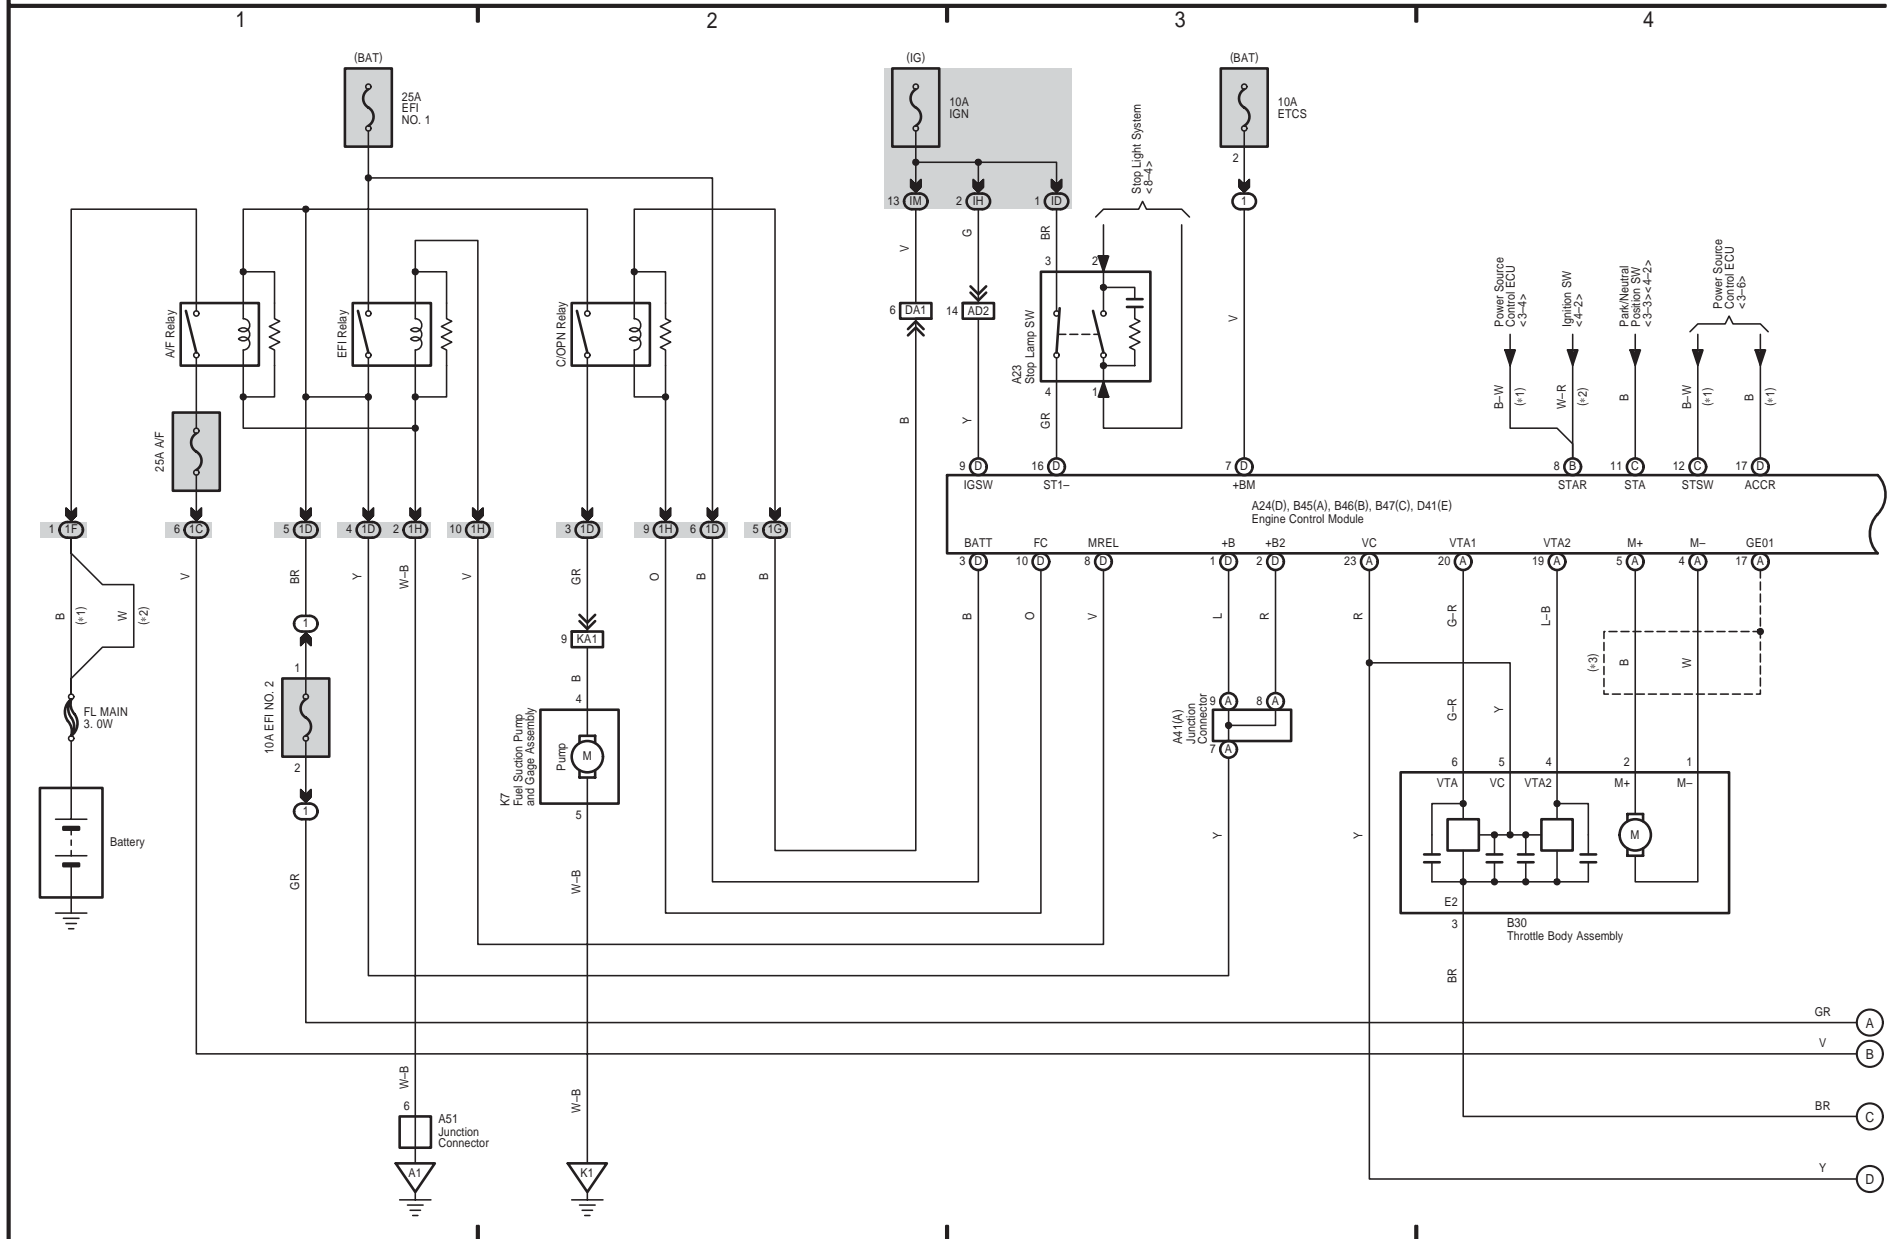 1
2
3
4
(BAT)
25A
EFI
NO. 1
(IG)
10A
IGN
(BAT)
10A
ETCS
2
1
Stop Light System
<8–4>
13 IM
2 IH
1 ID
V
G
BR
V
3
2
6 DA1
14 AD2
A23
Stop Lamp SW
4
1
B
Y
GR
Power Source
Control ECU
<3–4>
Ignition SW
<4–2>
Park/Neutral
Position SW
<3–3><4–2>
Power Source
Control ECU
<3–6>
B–W
(*1)
W–R
(*2)
B
B–W
(*1)
B
(*1)
A/F Relay
EFI Relay
C/OPN Relay
25A A/F
9 D
16 D
7 D
8 B
11 C
12 C
17 D
IGSW
ST1–
+BM
STAR
STA
STSW
ACCR
A24(D), B45(A), B46(B), B47(C), D41(E)
Engine Control Module
BATT
FC
MREL
+B
+B2
VC
VTA1
VTA2
M+
M–
GE01
3 D
10 D
8 D
1 D
2 D
23 A
20 A
19 A
5 A
4 A
17 A
1 1F
6 1C
5 1D
4 1D
2 1H
10 1H
3 1D
9 1H
6 1D
5 1G
V
BR
Y
W–B
V
GR
O
B
B
B
O
V
L
R
R
G–R
L–B
B
(*1)
W
(*2)
1
1
10A EFI NO. 2
2
1
GR
9 KA1
B
4
K7
Fuel Suction Pump
and Gage Assembly
Pump
M
5
W–B
FL MAIN
3. 0W
Battery
9 A
8 A
A41(A)
Junction
Connector
7 A
Y
Y
G–R
Y
(*3)
B
W
6
5
4
2
1
VTA
VC
VTA2
M+
M–
M
E2
3
B30
Throttle Body Assembly
BR
GR
A
V
B
BR
C
Y
D
W–B
6
A51
Junction
Connector
A1
W–B
K1